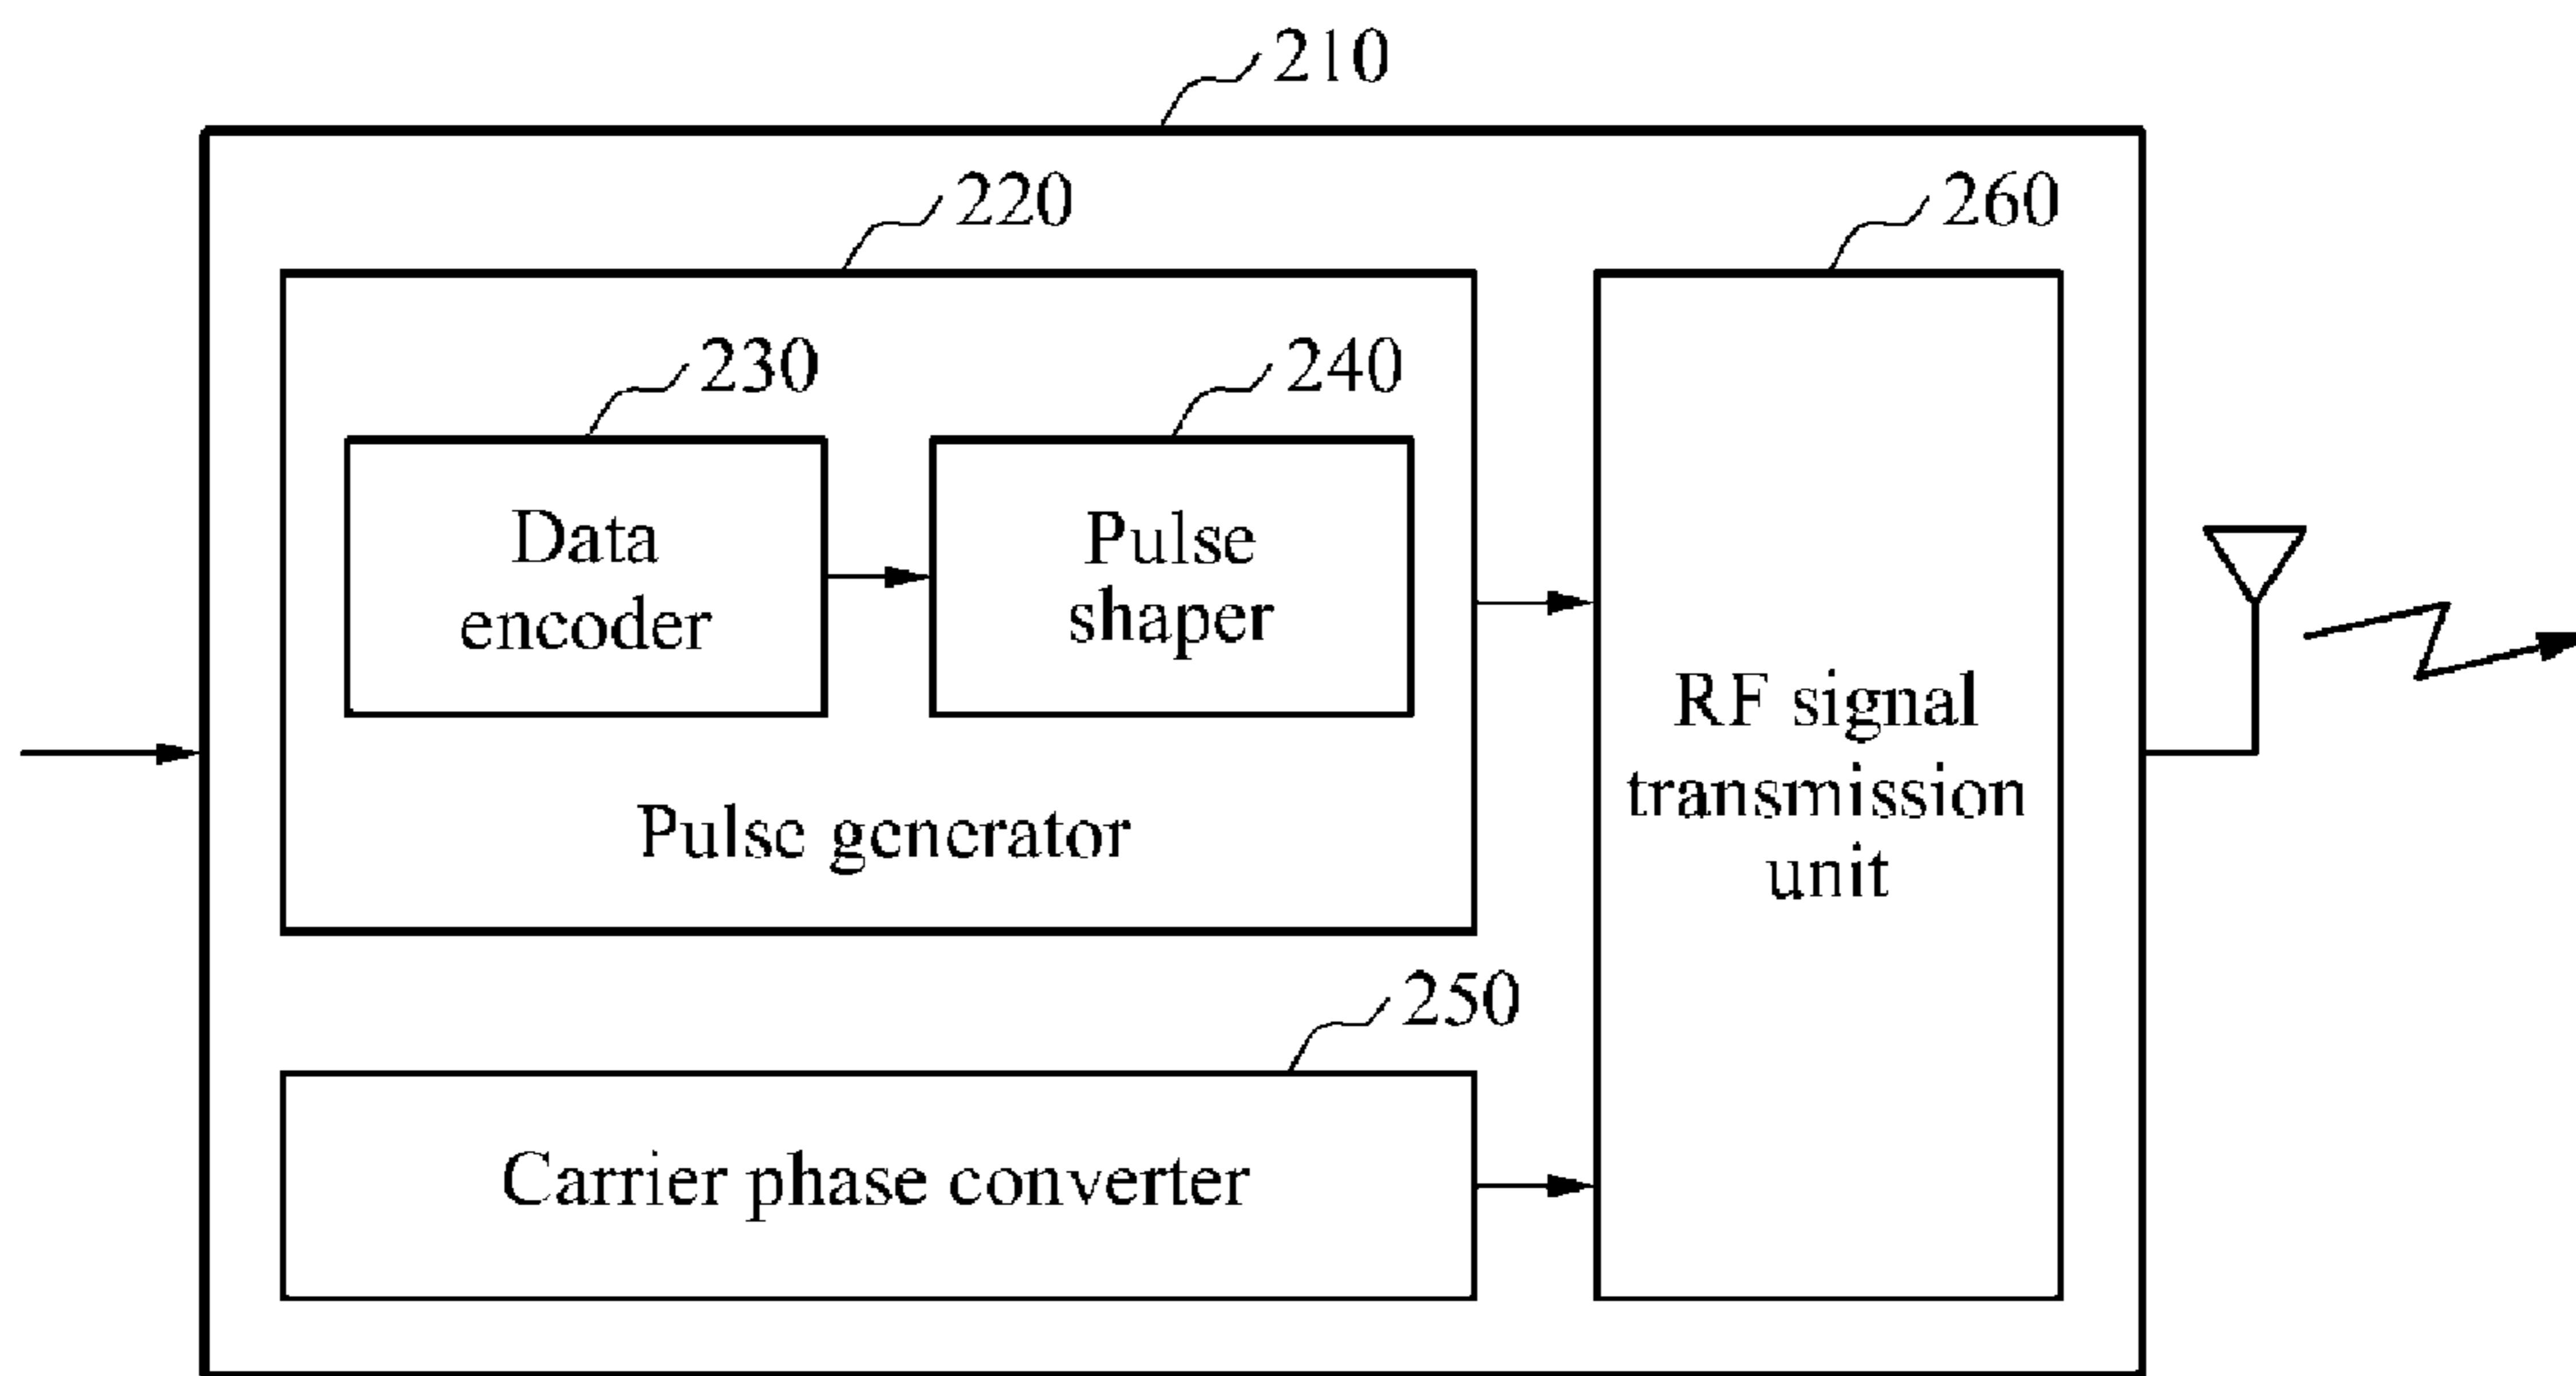 210
220
260
230
240
Data
encoder
Pulse
shaper
Pulse generator
RF signal
transmission
unit
250
Carrier phase converter